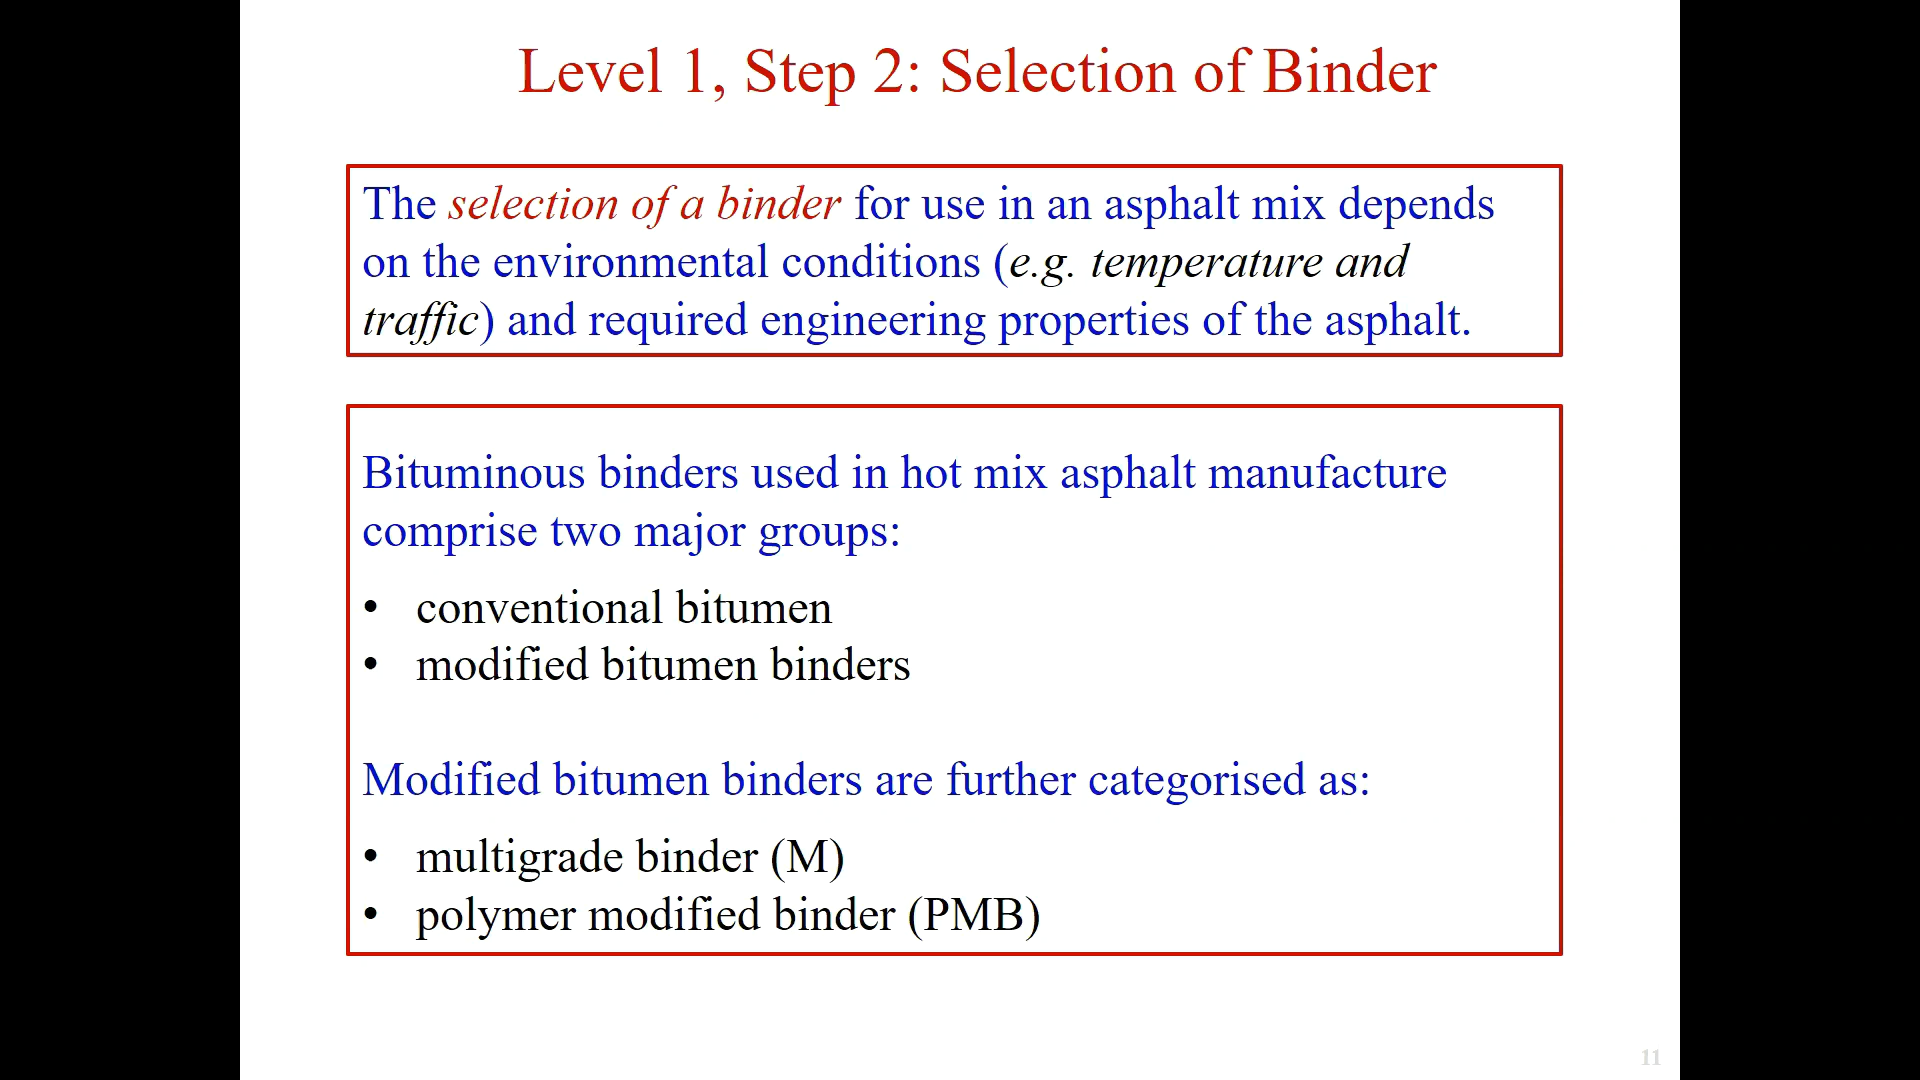 Level 1, Step 2: Selection of Binder
The selection of a binder for use in an asphalt mix depends
on the environmental conditions (e.g. temperature and
traffic) and required engineering properties of the asphalt.
Bituminous binders used in hot mix asphalt manufacture
comprise two major groups:
• conventional bitumen
• modified bitumen binders
Modified bitumen binders are further categorised as:
• multigrade binder (M)
• polymer modified binder (PMB)
11